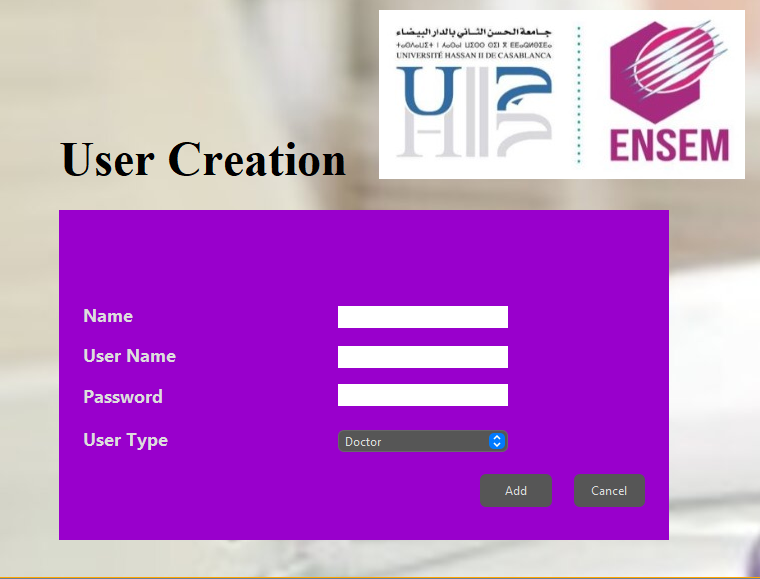 جامعة الحسن الثاني بالدار البيضاء
UNIVERSITÉ HASSAN II DE CASABLANCA
U ح
H II ح
ENSEM
User Creation
Name
User Name
Password
User Type
Doctor
Add
Cancel